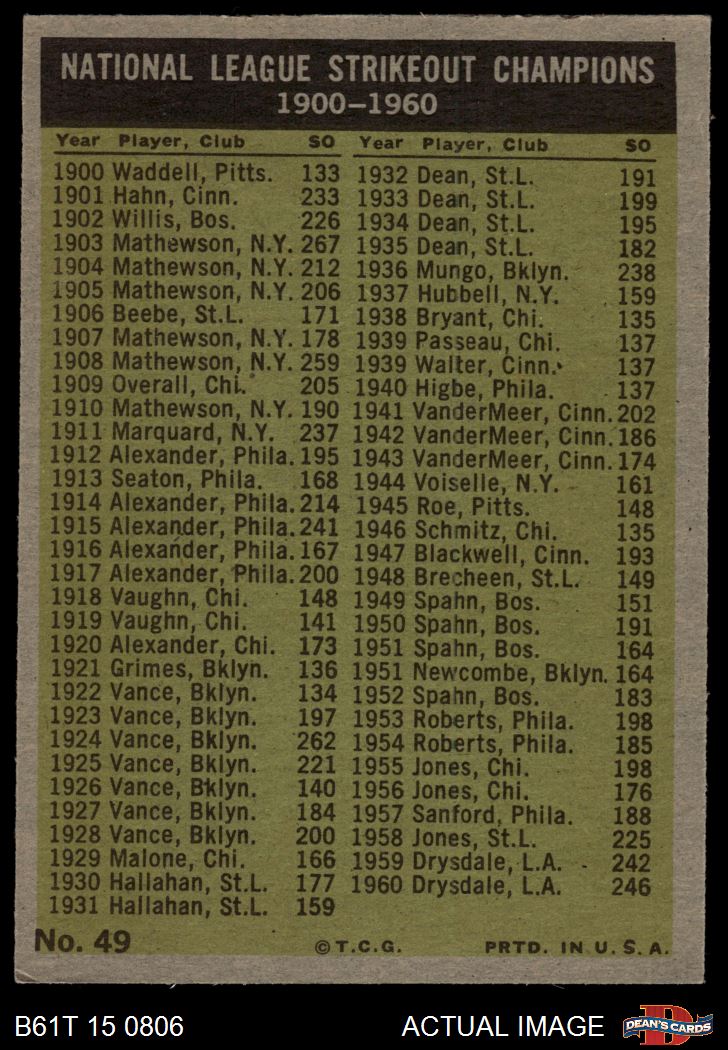 NATIONAL LEAGUE STRIKEOUT CHAMPIONS
1900-1960
Year Player, Club SO
1900 Waddell, Pitts. 133
1901 Hahn, Cinn. 233
1902 Willis, Bos. 226
1903 Mathewson, N.Y. 267
1904 Mathewson, N.Y. 212
1905 Mathewson, N.Y. 206
1906 Beebe, St.L. 171
1907 Mathewson, N.Y. 178
1908 Mathewson, N.Y. 259
1909 Overall, Chi. 205
1910 Mathewson, N.Y. 190
1911 Marquard, N.Y. 237
1912 Alexander, Phila. 195
1913 Seaton, Phila. 168
1914 Alexander, Phila. 214
1915 Alexander, Phila. 241
1916 Alexander, Phila. 167
1917 Alexander, Phila. 200
1918 Vaughn, Chi. 148
1919 Vaughn, Chi. 141
1920 Alexander, Chi. 173
1921 Grimes, Bklyn. 136
1922 Vance, Bklyn. 134
1923 Vance, Bklyn. 197
1924 Vance, Bklyn. 262
1925 Vance, Bklyn. 221
1926 Vance, Bklyn. 140
1927 Vance, Bklyn. 184
1928 Vance, Bklyn. 200
1929 Malone, Chi. 166
1930 Hallahan, St.L. 177
1931 Hallahan, St.L. 159
Year Player, Club SO
1932 Dean, St.L. 191
1933 Dean, St.L. 199
1934 Dean, St.L. 195
1935 Dean, St.L. 182
1936 Mungo, Bklyn. 238
1937 Hubbell, N.Y. 159
1938 Bryant, Chi. 135
1939 Passeau, Chi. 137
1939 Walter, Cinn. 137
1940 Higbe, Phila. 137
1941 VanderMeer, Cinn. 202
1942 VanderMeer, Cinn. 186
1943 VanderMeer, Cinn. 174
1944 Voiselle, N.Y. 161
1945 Roe, Pitts. 148
1946 Schmitz, Chi. 135
1947 Blackwell, Cinn. 193
1948 Brecheen, St.L. 149
1949 Spahn, Bos. 151
1950 Spahn, Bos. 191
1951 Spahn, Bos. 164
1951 Newcombe, Bklyn. 164
1952 Spahn, Bos. 183
1953 Roberts, Phila. 198
1954 Roberts, Phila. 185
1955 Jones, Chi. 198
1956 Jones, Chi. 176
1957 Sanford, Phila. 188
1958 Jones, St.L. 225
1959 Drysdale, L.A. 242
1960 Drysdale, L.A. 246
No. 49 © T.C.G. PRTD. IN U.S.A.
B61T 15 0806 ACTUAL IMAGE D DEAN'S CARDS